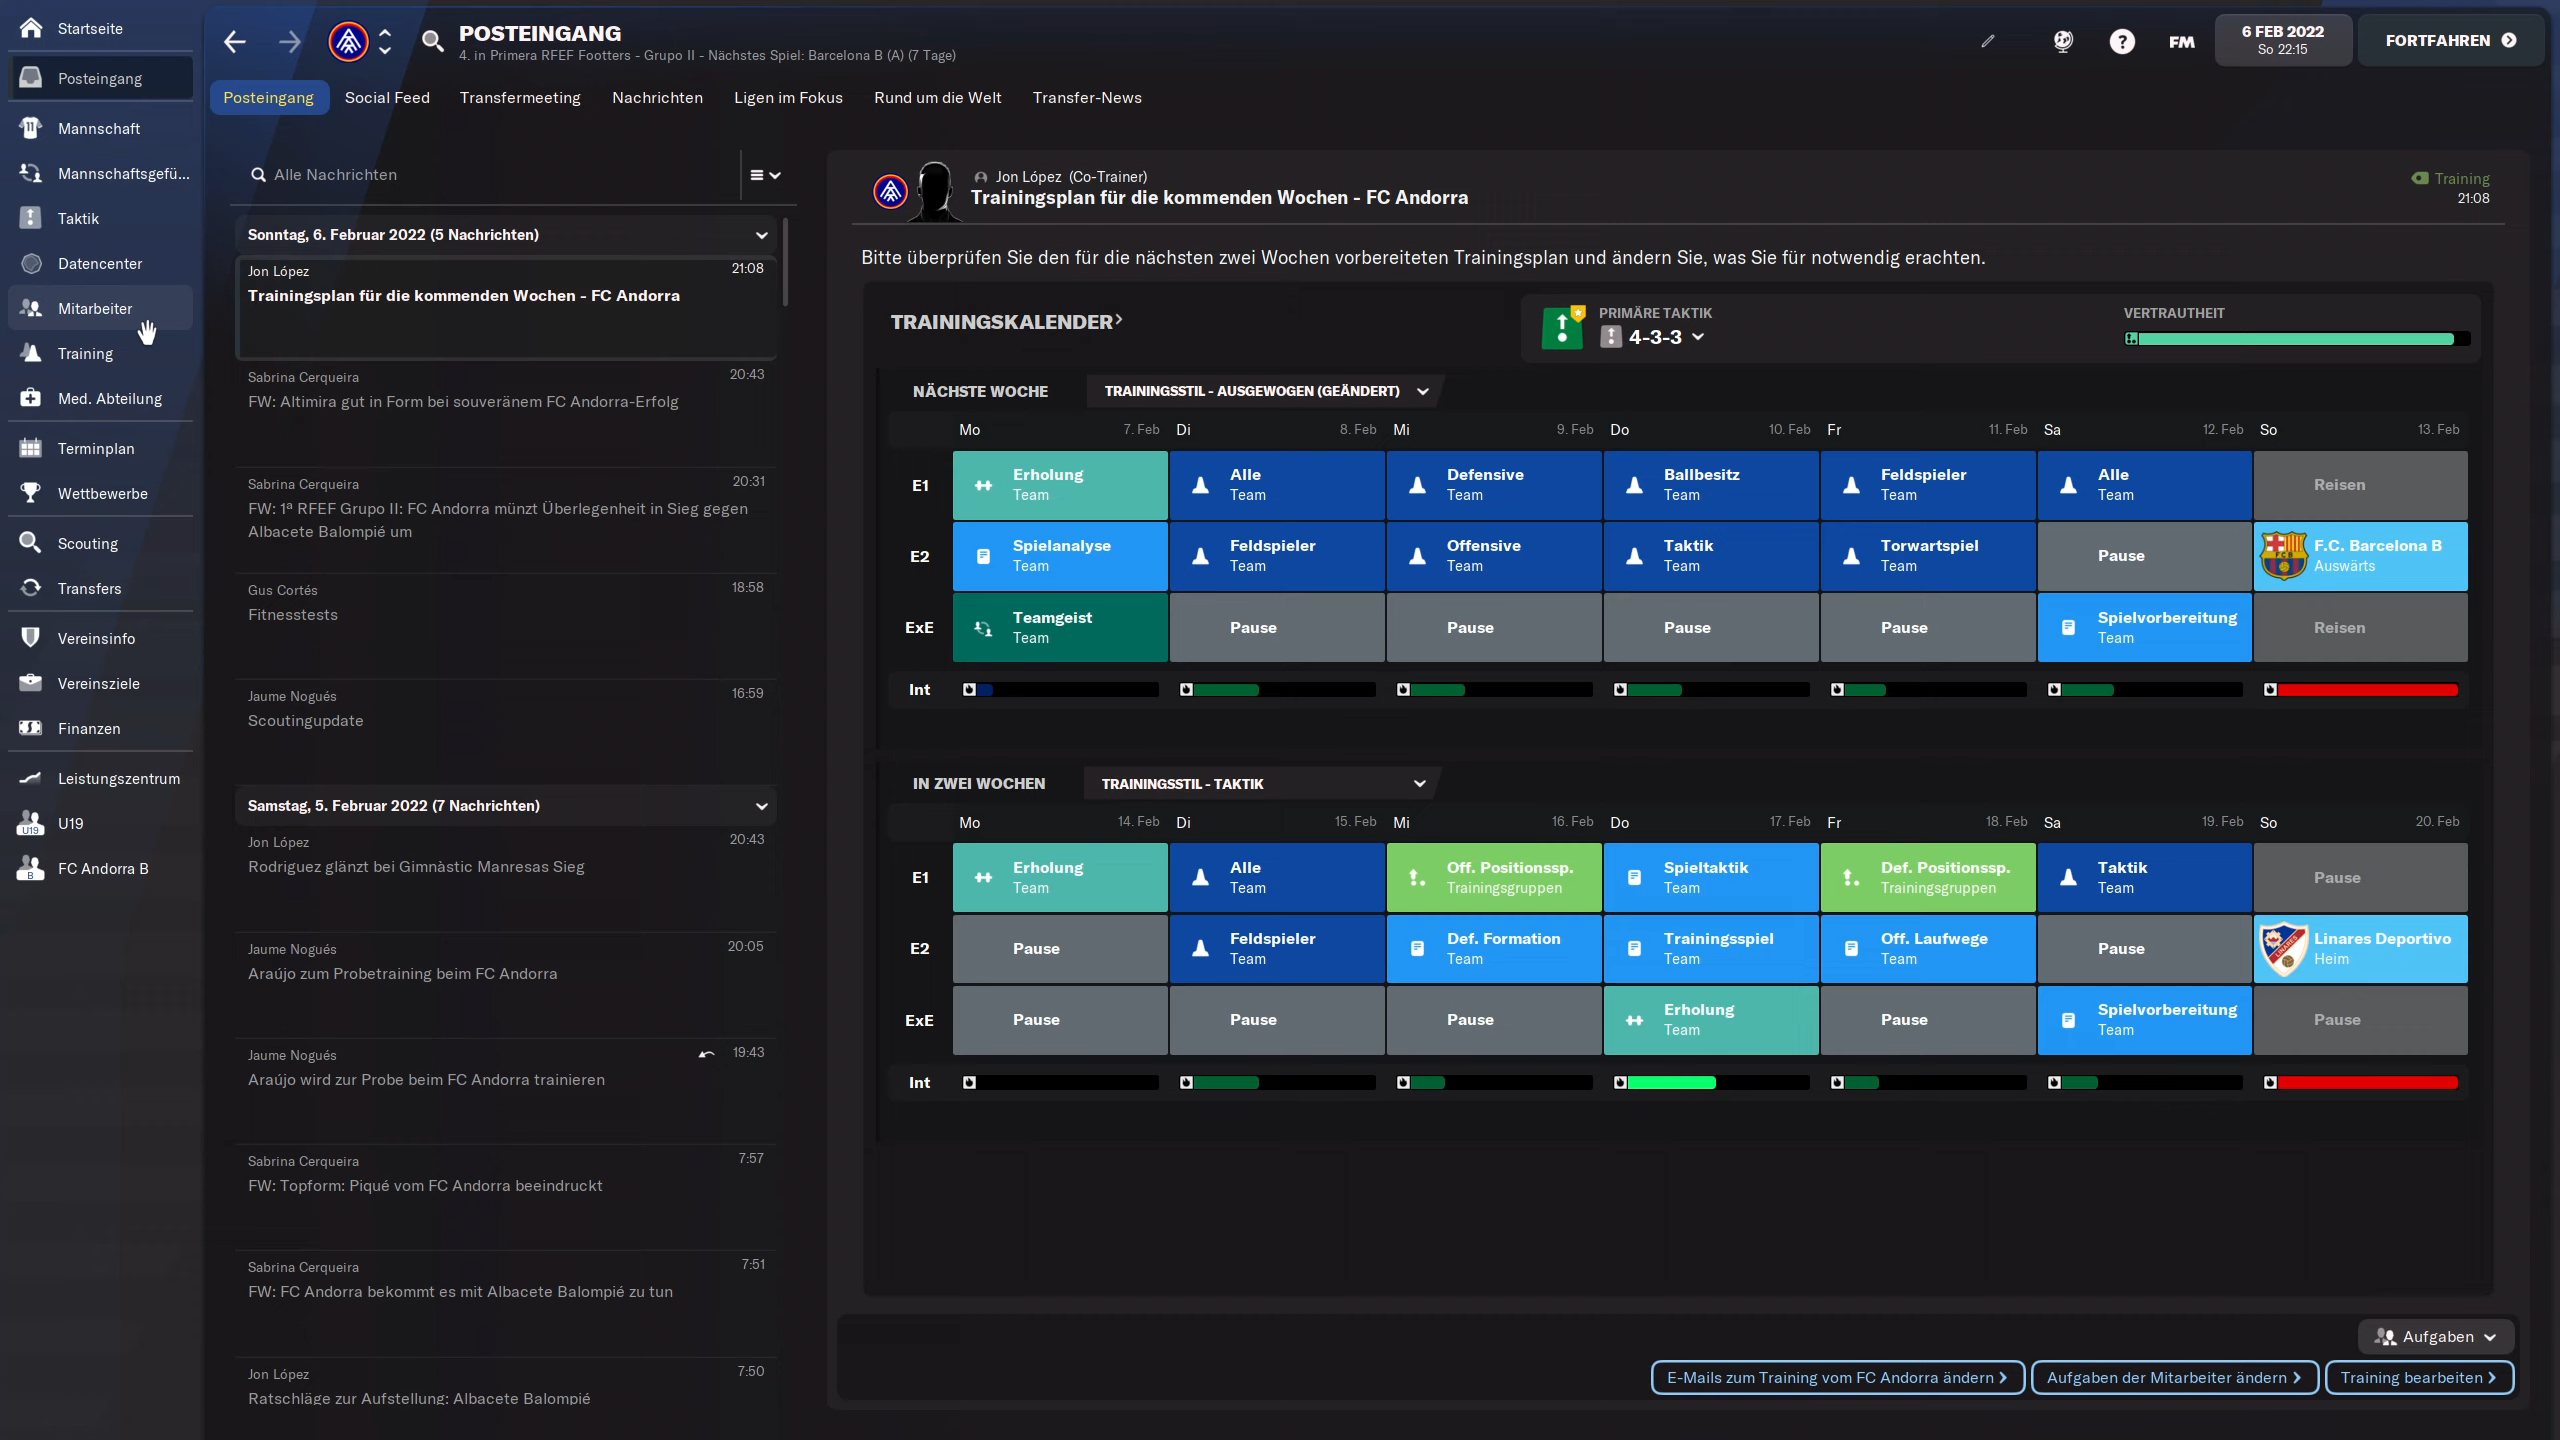 Startseite
Posteingang
Mannschaft
Mannschaftsgefü...
Taktik
Datencenter
Mitarbeiter
Training
Med. Abteilung
Terminplan
Wettbewerbe
Scouting
Transfers
Vereinsinfo
Vereinsziele
Finanzen
Leistungszentrum
U19
U19
FC Andorra B
B
POSTEINGANG
4. in Primera RFEF Footters - Grupo II - Nächstes Spiel: Barcelona B (A) (7 Tage)
FM
6 FEB 2022
So 22:15
FORTFAHREN
Posteingang Social Feed Transfermeeting Nachrichten Ligen im Fokus Rund um die Welt Transfer-News
Alle Nachrichten
Sonntag, 6. Februar 2022 (5 Nachrichten)
Jon López 21:08
Trainingsplan für die kommenden Wochen - FC Andorra
Sabrina Cerqueira 20:43
FW: Altimira gut in Form bei souveränem FC Andorra-Erfolg
Sabrina Cerqueira 20:31
FW: 1ª RFEF Grupo II: FC Andorra münzt Überlegenheit in Sieg gegen
Albacete Balompié um
Gus Cortés 18:58
Fitnesstests
Jaume Nogués 16:59
Scoutingupdate
Samstag, 5. Februar 2022 (7 Nachrichten)
Jon López 20:43
Rodriguez glänzt bei Gimnàstic Manresas Sieg
Jaume Nogués 20:05
Araújo zum Probetraining beim FC Andorra
Jaume Nogués 19:43
Araújo wird zur Probe beim FC Andorra trainieren
Sabrina Cerqueira 7:57
FW: Topform: Piqué vom FC Andorra beeindruckt
Sabrina Cerqueira 7:51
FW: FC Andorra bekommt es mit Albacete Balompié zu tun
Jon López 7:50
Ratschläge zur Aufstellung: Albacete Balompié
Jon López (Co-Trainer)
Trainingsplan für die kommenden Wochen - FC Andorra
Training
21:08
Bitte überprüfen Sie den für die nächsten zwei Wochen vorbereiteten Trainingsplan und ändern Sie, was Sie für notwendig erachten.
TRAININGSKALENDER
PRIMÄRE TAKTIK
4-3-3
VERTRAUTHEIT
NÄCHSTE WOCHE TRAININGSSTIL - AUSGEWOGEN (GEÄNDERT)
Mo 7. Feb Di 8. Feb Mi 9. Feb Do 10. Feb Fr 11. Feb Sa 12. Feb So 13. Feb
E1 Erholung Alle Defensive Ballbesitz Feldspieler Alle Reisen
Team Team Team Team Team Team
E2 Spielanalyse Feldspieler Offensive Taktik Torwartspiel Pause F.C. Barcelona B
Team Team Team Team Team Auswärts
ExE Teamgeist Pause Pause Pause Pause Spielvorbereitung Reisen
Team Team
Int
IN ZWEI WOCHEN TRAININGSSTIL - TAKTIK
Mo 14. Feb Di 15. Feb Mi 16. Feb Do 17. Feb Fr 18. Feb Sa 19. Feb So 20. Feb
E1 Erholung Alle Off. Positionssp. Spieltaktik Def. Positionssp. Taktik Pause
Team Team Trainingsgruppen Team Trainingsgruppen Team
E2 Pause Feldspieler Def. Formation Trainingsspiel Off. Laufwege Pause Linares Deportivo
Team Team Team Team Heim
ExE Pause Pause Pause Erholung Pause Spielvorbereitung Pause
Team Team
Int
Aufgaben
E-Mails zum Training vom FC Andorra ändern
Aufgaben der Mitarbeiter ändern
Training bearbeiten